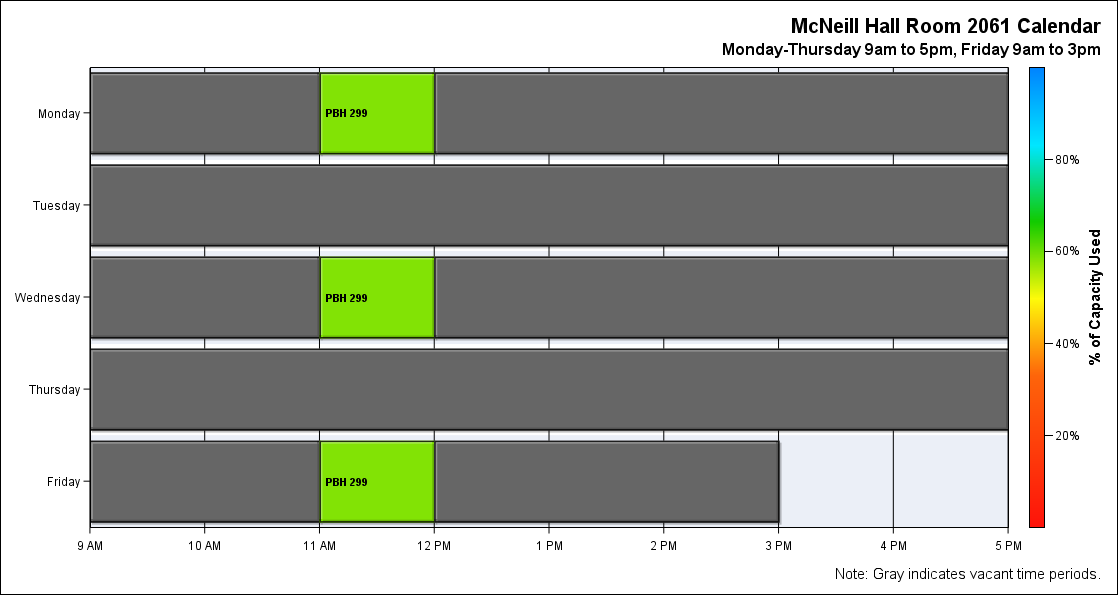 McNeill Hall Room 2061 Calendar
Monday-Thursday 9am to 5pm, Friday 9am to 3pm
Monday
PBH 299
Tuesday
Wednesday
PBH 299
Thursday
Friday
PBH 299
9 AM 10 AM 11 AM 12 PM 1 PM 2 PM 3 PM 4 PM 5 PM
80%
60%
40%
20%
% of Capacity Used
Note: Gray indicates vacant time periods.